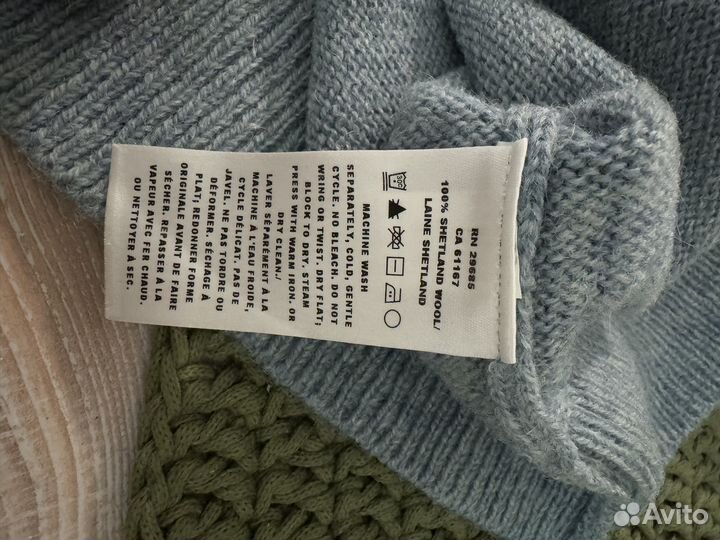 RN 29685
CA 61167
100% SHETLAND WOOL/
LAINE SHETLAND
MACHINE WASH
SEPARATELY, COLD, GENTLE
CYCLE. NO BLEACH. DO NOT
WRING OR TWIST. DRY FLAT;
BLOCK TO DRY. STEAM
PRESS WITH WARM IRON. OR
DRY CLEAN./
LAVER SÉPARÉMENT À LA
MACHINE À L'EAU FROIDE,
CYCLE DÉLICAT. PAS DE
JAVEL. NE PAS TORDRE OU
DÉFORMER. SÉCHAGE À
PLAT; REDONNER FORME
ORIGINALE AVANT DE FAIRE
SÉCHER. REPASSER À LA
VAPEUR AVEC FER CHAUD.
OU NETTOYER À SEC.
Avito